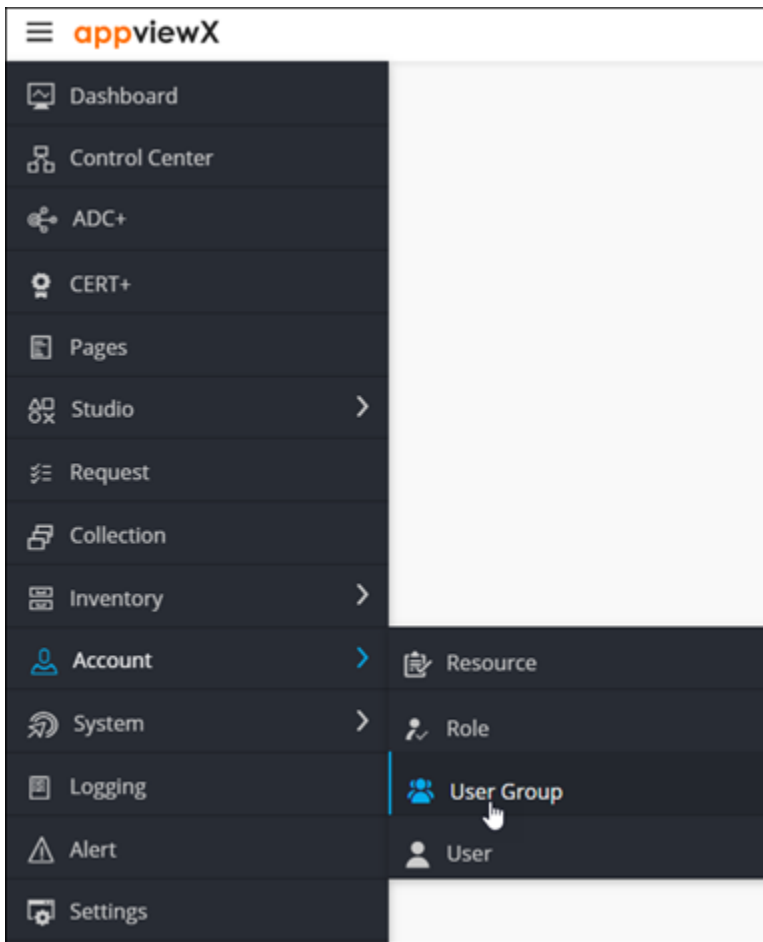 appviewX
Dashboard
Control Center
ADC+
CERT+
Pages
Studio
Request
Collection
Inventory
Account
System
Logging
Alert
Settings
Resource
Role
User Group
User